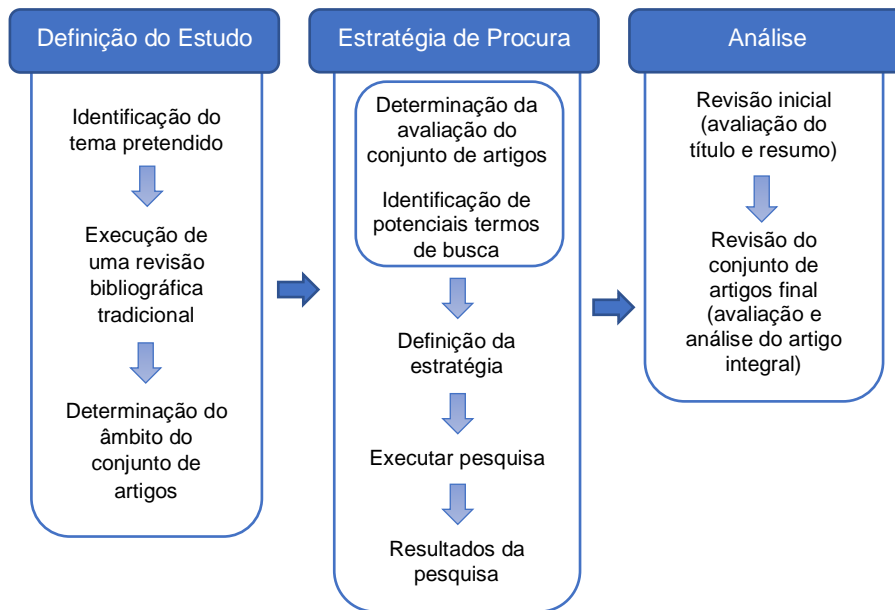 Definição do Estudo
Identificação do
tema pretendido
Execução de
uma revisão
bibliográfica
tradicional
Determinação do
âmbito do
conjunto de
artigos
Estratégia de Procura
Determinação da
avaliação do
conjunto de artigos
Identificação de
potenciais termos
de busca
Definição da
estratégia
Executar pesquisa
Resultados da
pesquisa
Análise
Revisão inicial
(avaliação do
título e resumo)
Revisão do
conjunto de
artigos final
(avaliação e
análise do artigo
integral)